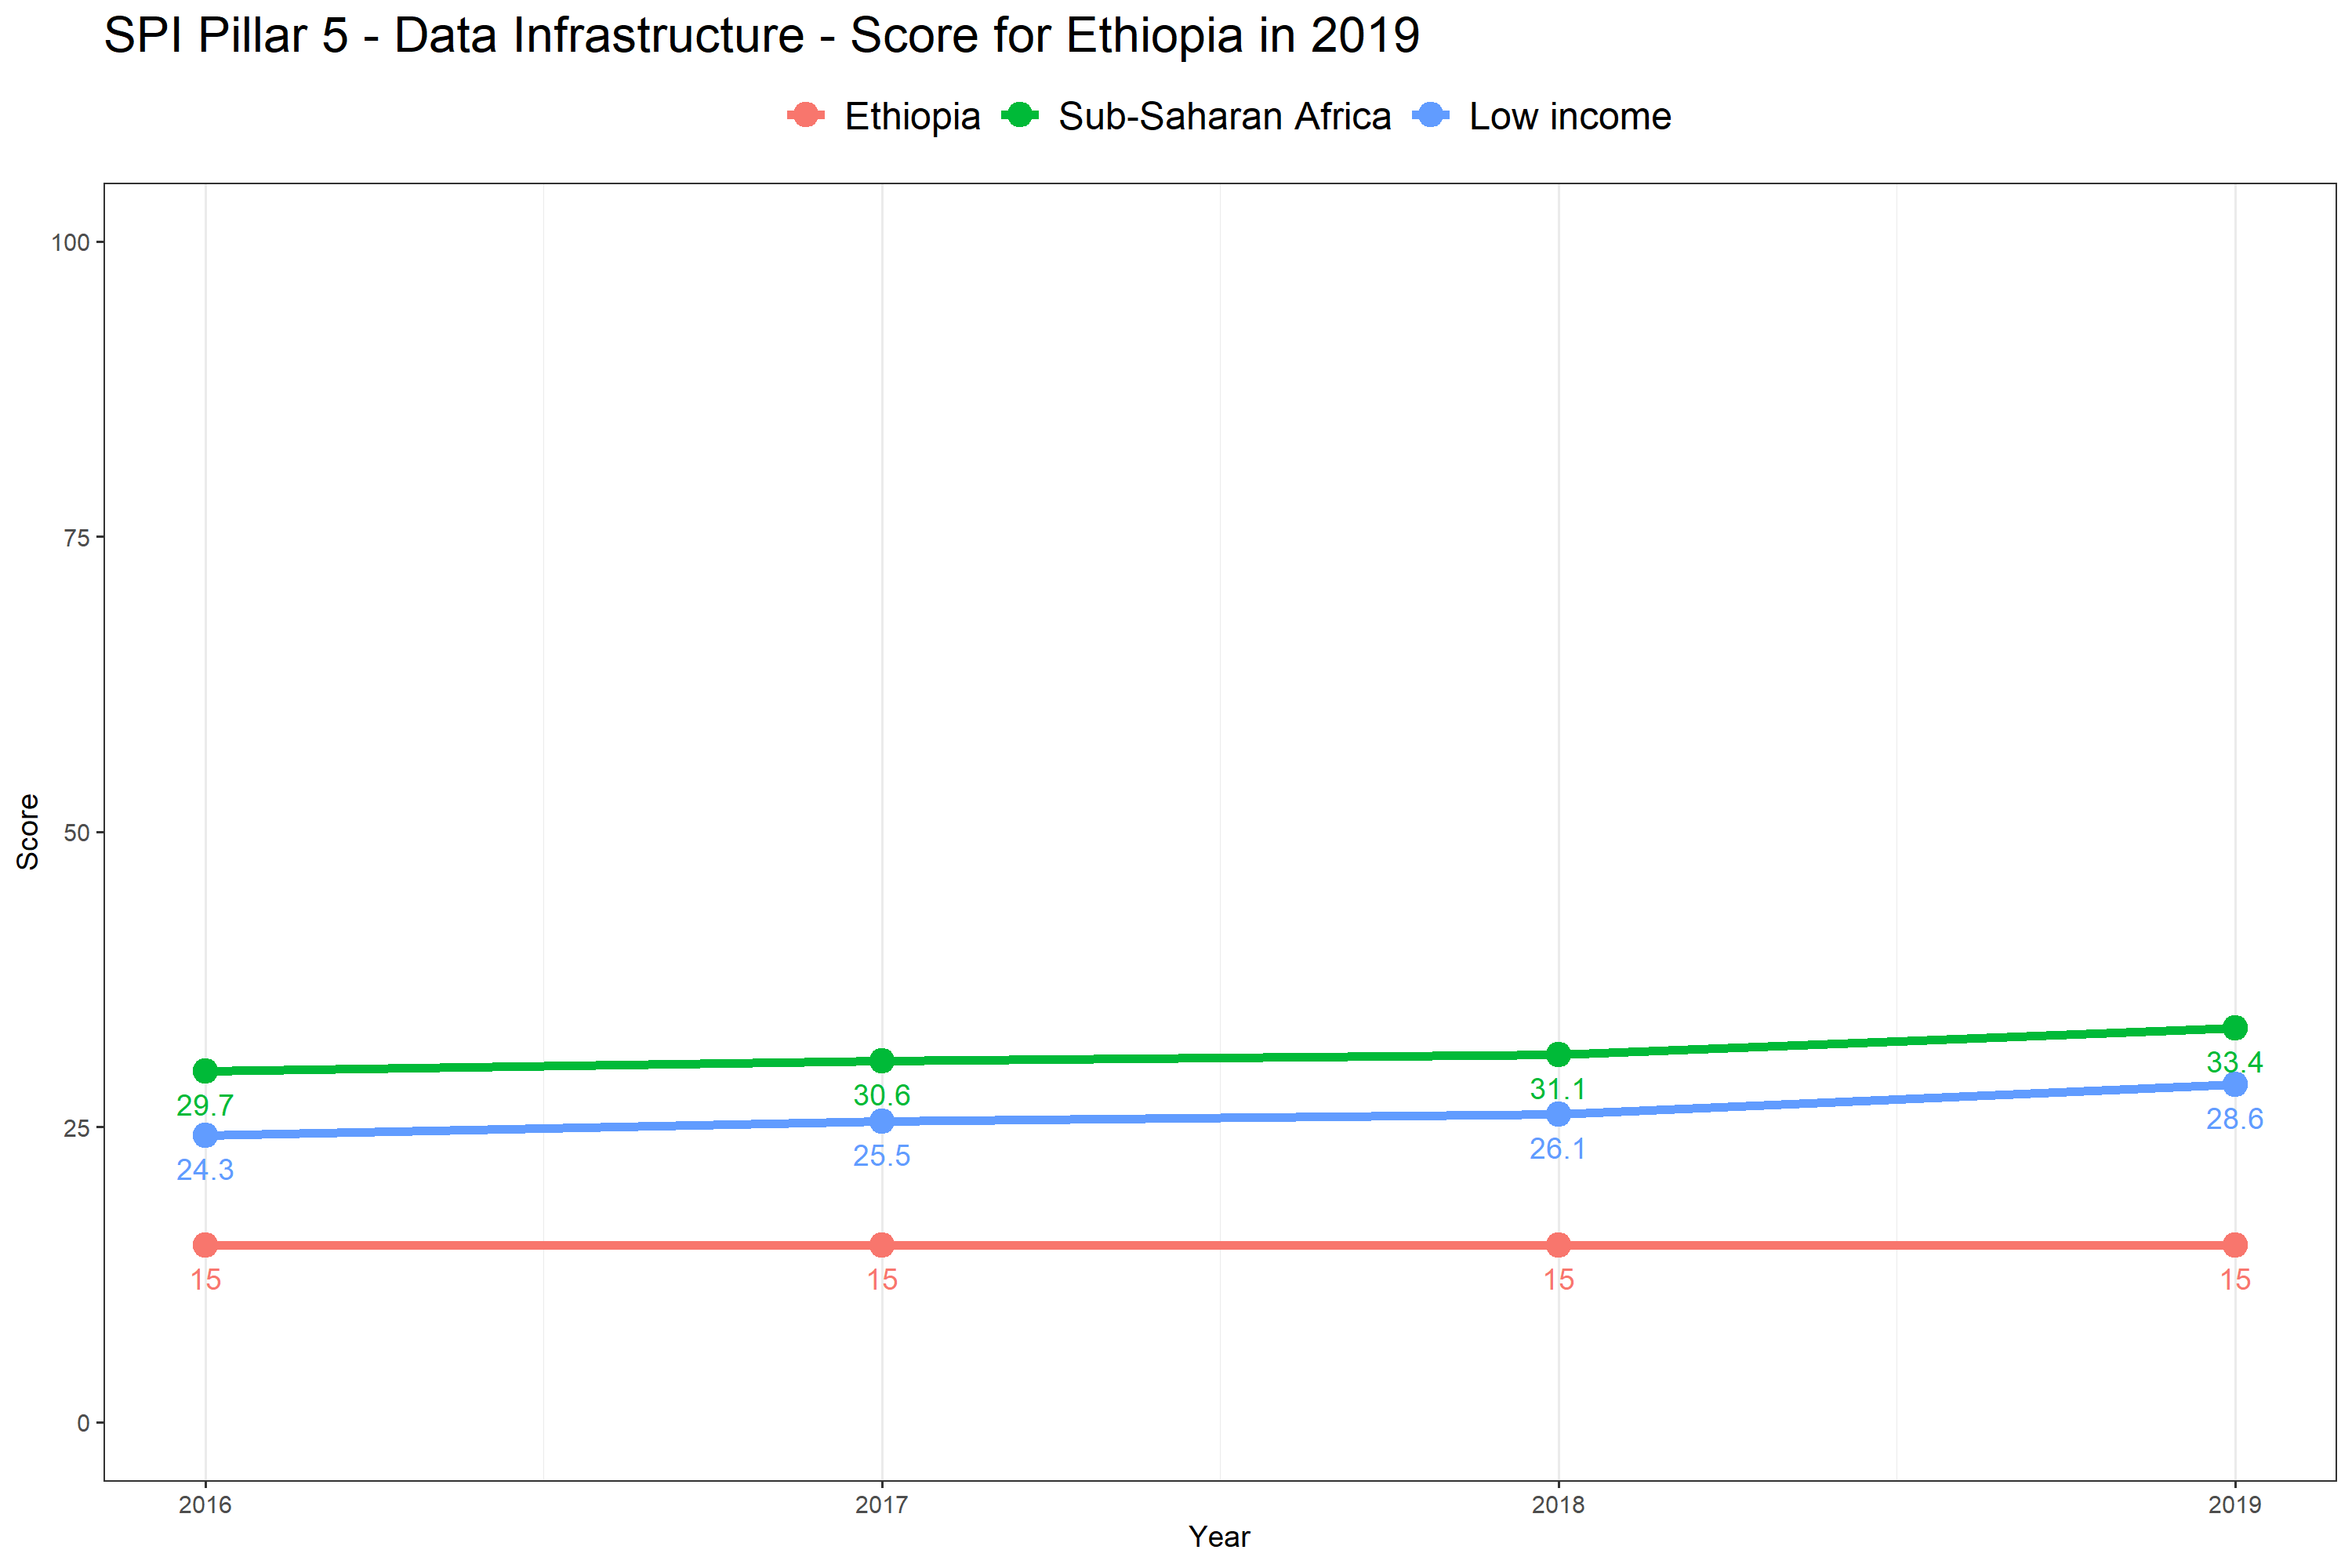 SPI Pillar 5 - Data Infrastructure - Score for Ethiopia in 2019
Ethiopia Sub-Saharan Africa Low income
100
75
50
25
0
Score
29.7 30.6 31.1 33.4
24.3 25.5 26.1 28.6
15 15 15 15
2016 2017 2018 2019
Year